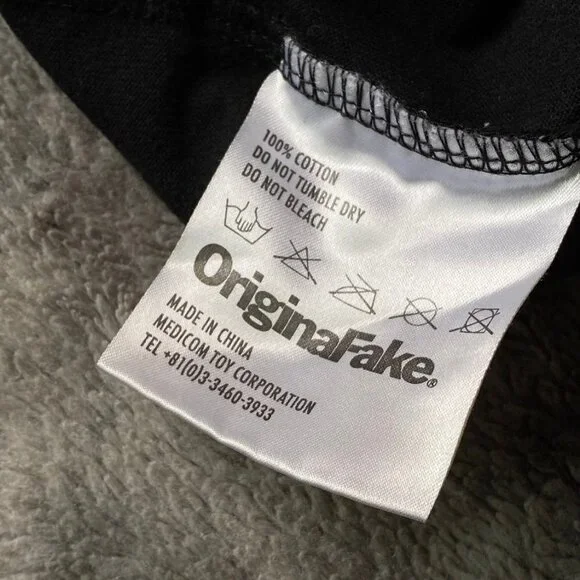 100% COTTON
DO NOT TUMBLE DRY
DO NOT BLEACH
OriginalFake®
MADE IN CHINA
MEDICOM TOY CORPORATION
TEL +81(0)3-3460-3933